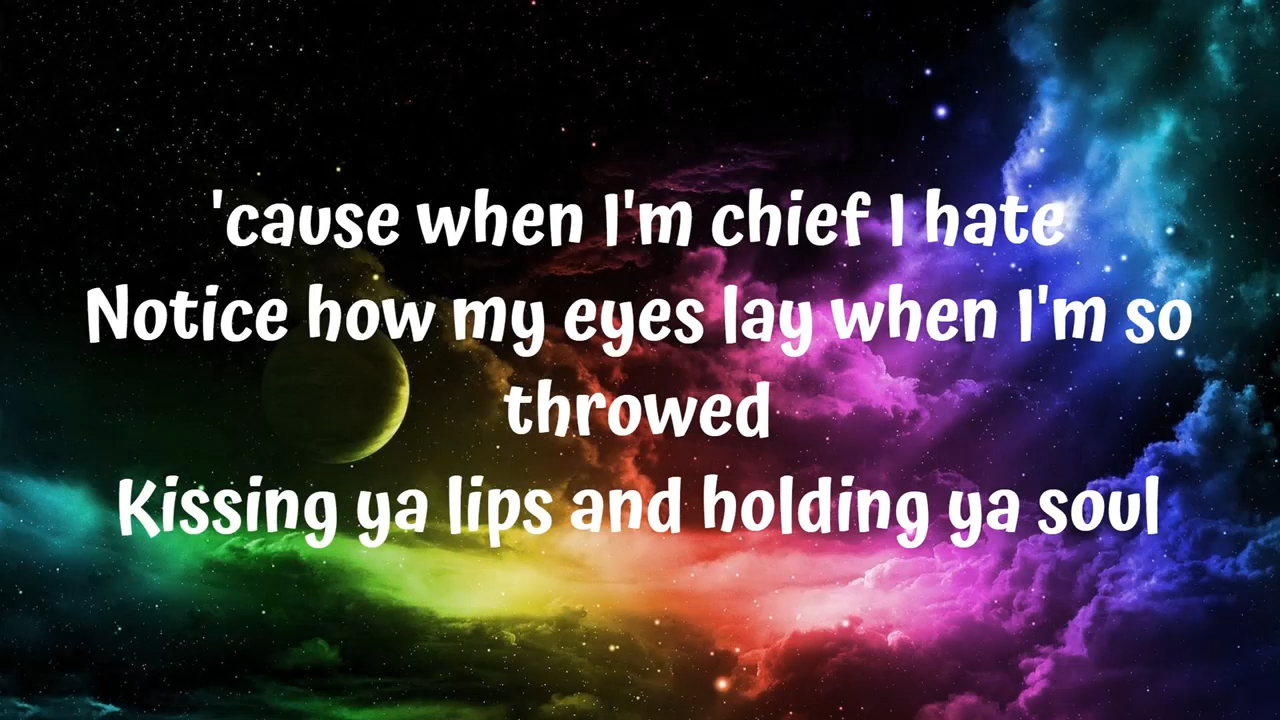 'cause when I'm chief I hate
Notice how my eyes lay when I'm so
throwed
Kissing ya lips and holding ya soul